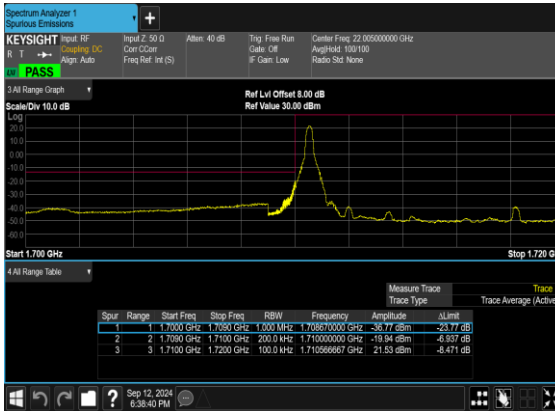 Spectrum Analyzer 1
Spurious Emissions
+
KEYSIGHT Input: RF Input Z: 50 Ω Atten: 40 dB Trig: Free Run Center Freq: 22.005000000 GHz
R T Coupling: DC Corr CCorr Gate: Off Avg|Hold: 100/100
Align: Auto Freq Ref: Int (S) IF Gain: Low Radio Std: None
PASS
3 All Range Graph
Ref Lvl Offset 8.00 dB
Scale/Div 10.0 dB Ref Value 30.00 dBm
Log
20.0
10.0
0.00
-10.0
-20.0
-30.0
-40.0
-50.0
-60.0
Start 1.700 GHz Stop 1.720 G
4 All Range Table
Measure Trace Trace
Trace Type Trace Average (Active
Spur Range Start Freq Stop Freq RBW Frequency Amplitude ΔLimit
1 1 1.7000 GHz 1.7090 GHz 1.000 MHz 1.708670000 GHz -36.77 dBm -23.77 dB
2 2 1.7090 GHz 1.7100 GHz 200.0 kHz 1.710000000 GHz -19.94 dBm -6.937 dB
3 3 1.7100 GHz 1.7200 GHz 100.0 kHz 1.710566667 GHz 21.53 dBm -8.471 dB
? Sep 12, 2024
6:38:40 PM